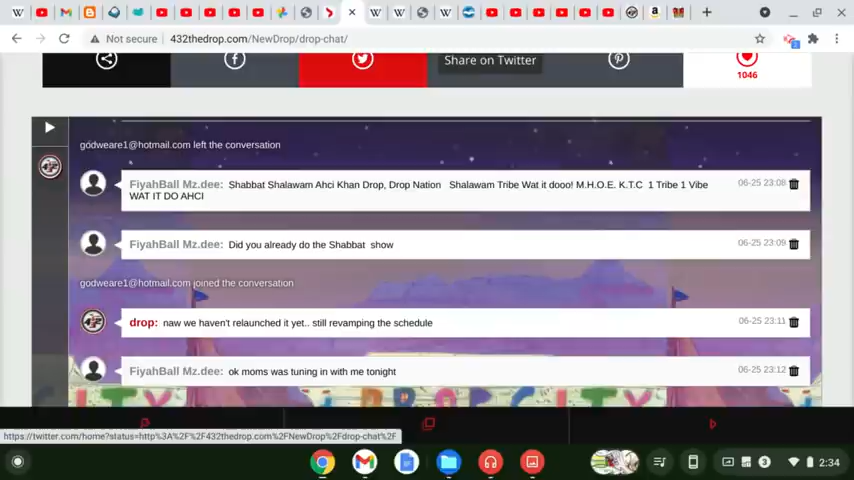 Not secure
432thedrop.com/NewDrop/drop-chat/
Share on Twitter
1046
godweare1@hotmail.com left the conversation
FiyahBall Mz.dee: Shabbat Shalawam Ahci Khan Drop, Drop Nation Shalawam Tribe Wat it dooo! M.H.O.E. K.T.C 1 Tribe 1 Vibe
06-25 23:08
WAT IT DO AHCI
FiyahBall Mz.dee: Did you already do the Shabbat show
06-25 23:09
godweare1@hotmail.com joined the conversation
drop: naw we haven't relaunched it yet.. still revamping the schedule
06-25 23:11
FiyahBall Mz.dee: ok moms was tuning in with me tonight
06-25 23:12
https://twitter.com/home?status=http%3A%2F%2F432thedrop.com%2FNewDrop%2Fdrop-chat%2F
3
2:34